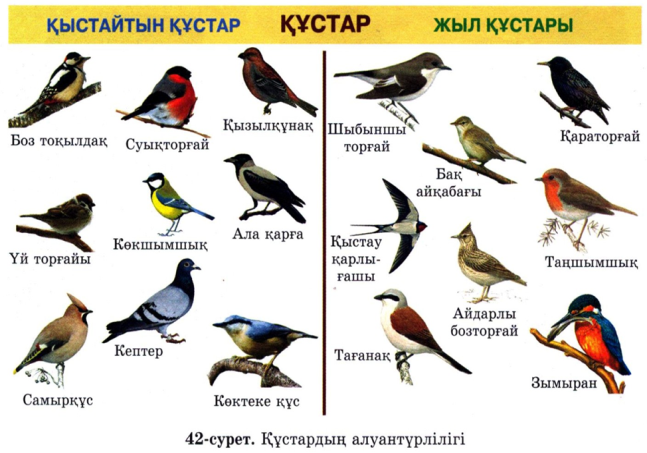 ҚЫСТАЙТЫН ҚҰСТАР
ҚҰСТАР
ЖЫЛ ҚҰСТАРЫ
Боз тоқылдақ
Суықторғай
Қызылқұнақ
Үй торғайы
Көкшымшық
Ала қарға
Самырқұс
Кептер
Көктеке құс
Шыбыншы
торғай
Бақ
айқабағы
Қараторғай
Қыстау
қарлы-
ғашы
Айдарлы
бозторғай
Таңшымшық
Тағанақ
Зымыран
42-сурет. Құстардың алуантүрлілігі